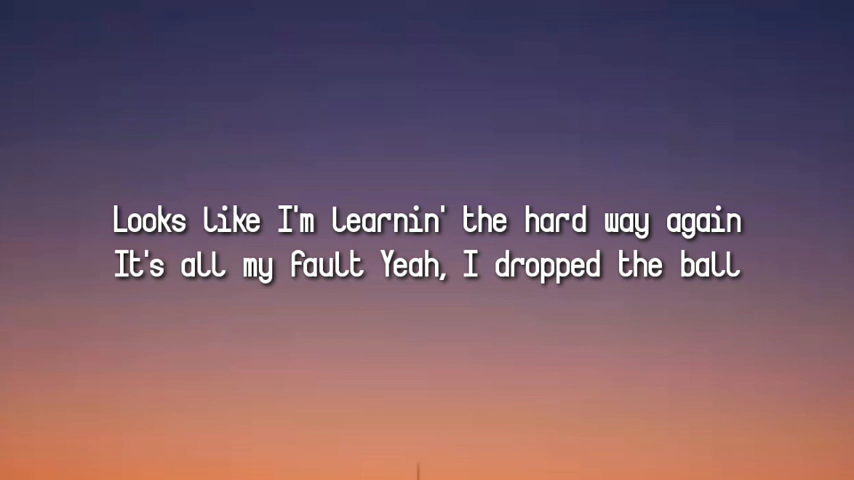 Looks like I'm learnin' the hard way again
It's all my fault Yeah, I dropped the ball